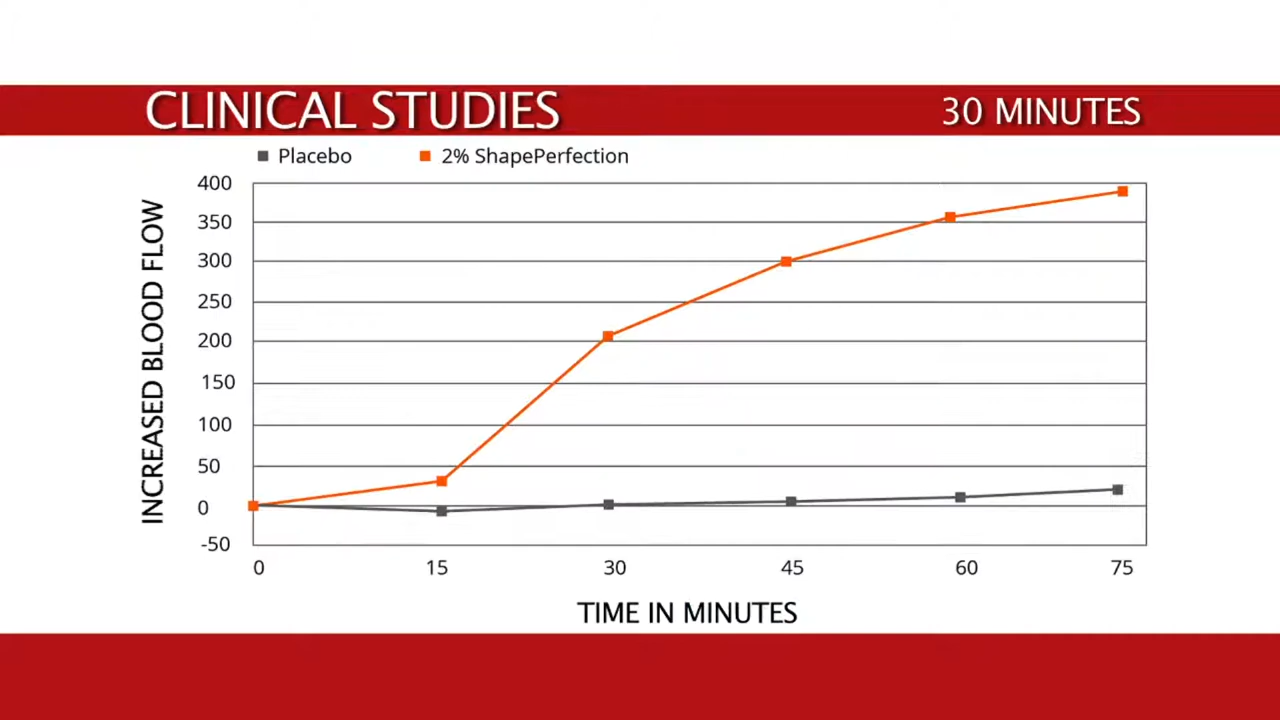 CLINICAL STUDIES 30 MINUTES
Placebo 2% ShapePerfection
400
350
300
250
200
150
100
50
0
-50
INCREASED BLOOD FLOW
0 15 30 45 60 75
TIME IN MINUTES